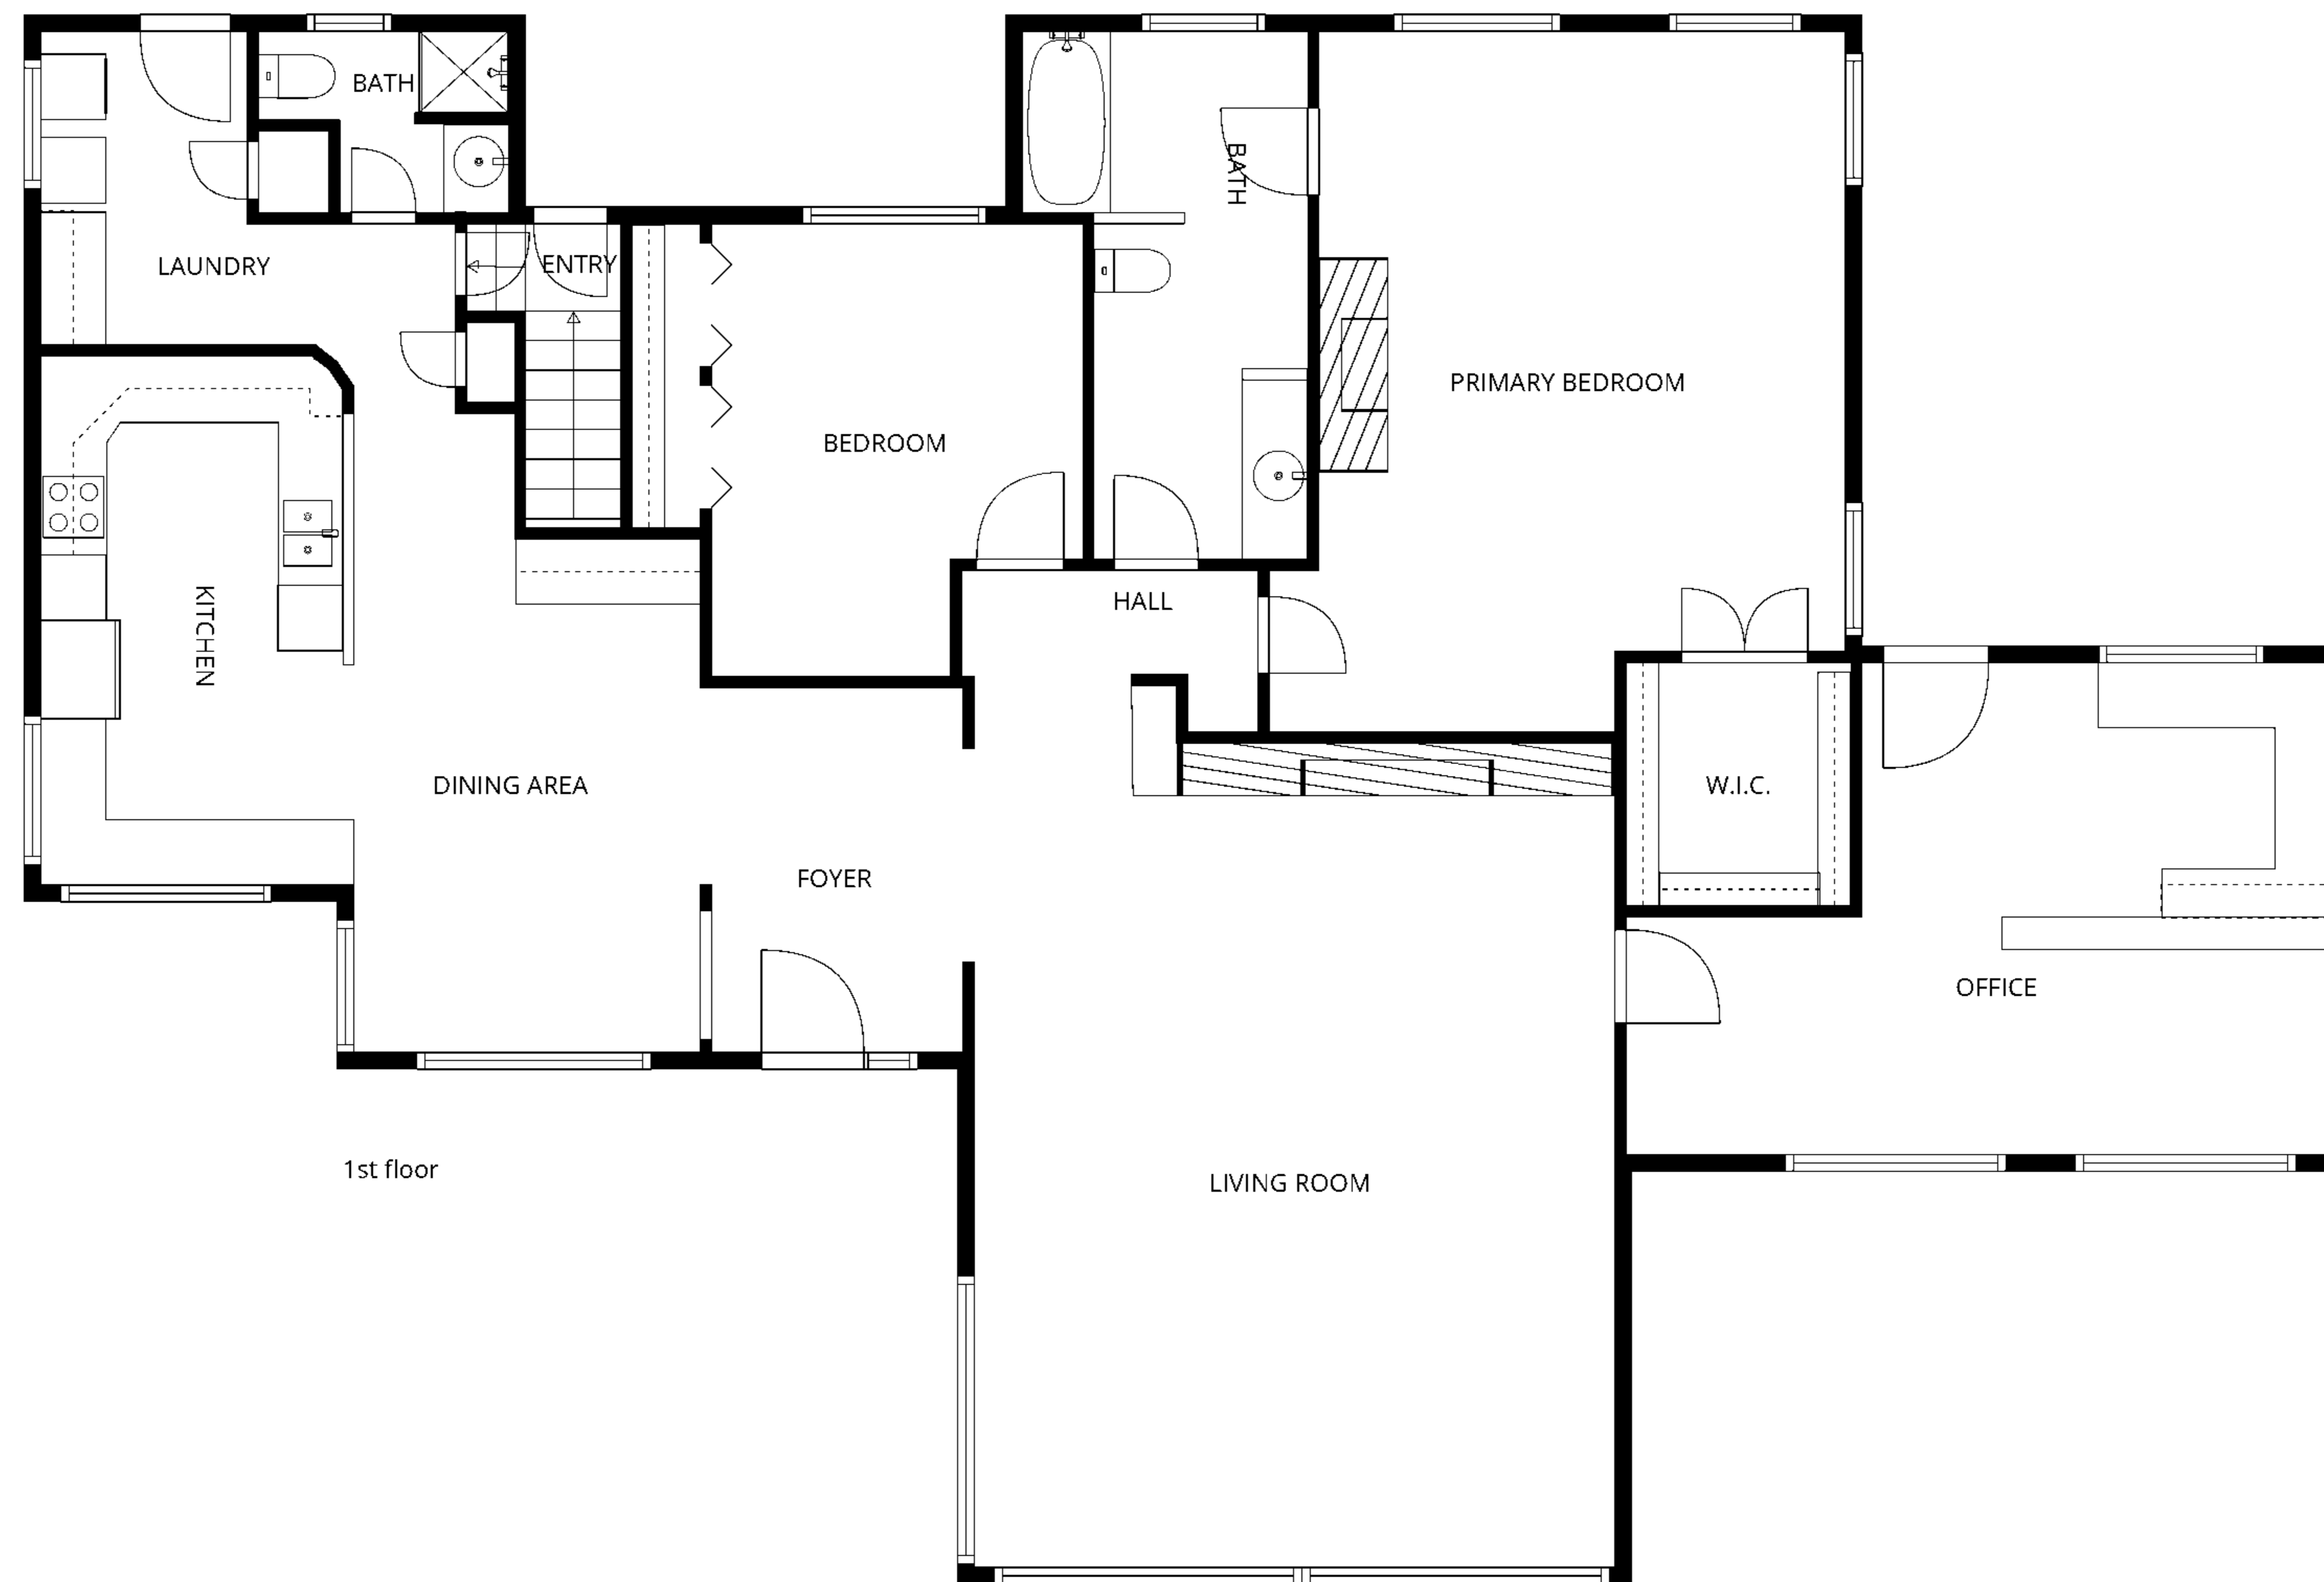 BATH
BATH
LAUNDRY
ENTRY
PRIMARY BEDROOM
BEDROOM
HALL
KITCHEN
DINING AREA
W.I.C.
FOYER
OFFICE
1st floor
LIVING ROOM